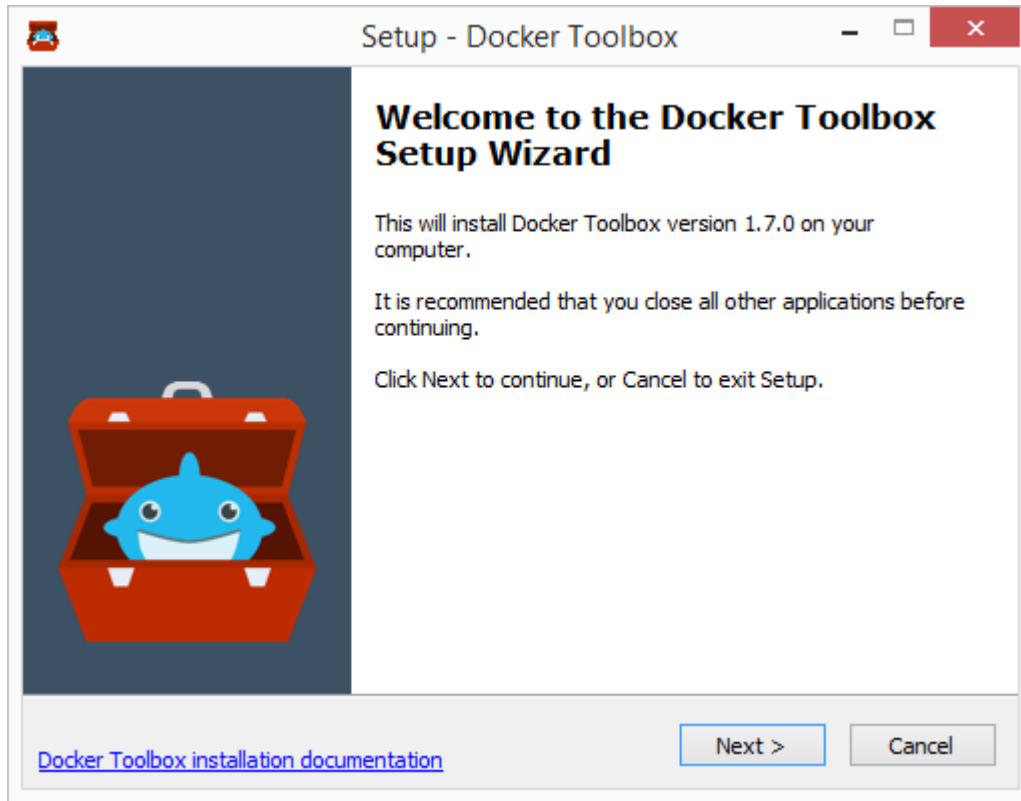 Setup - Docker Toolbox
Welcome to the Docker Toolbox
Setup Wizard
This will install Docker Toolbox version 1.7.0 on your
computer.
It is recommended that you close all other applications before
continuing.
Click Next to continue, or Cancel to exit Setup.
Docker Toolbox installation documentation
Next >
Cancel